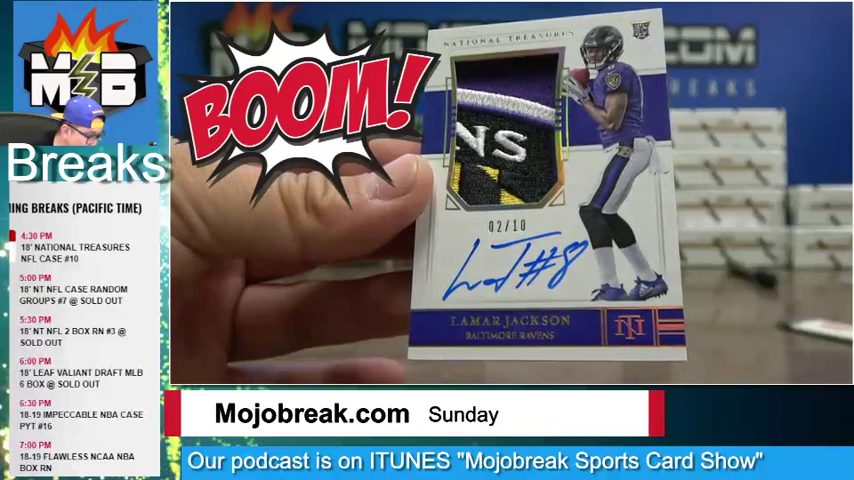 MB
Breaks
ING BREAKS (PACIFIC TIME)
4:30 PM
18' NATIONAL TREASURES
NFL CASE #10
5:00 PM
18' NT NFL CASE RANDOM
GROUPS #7 @ SOLD OUT
5:30 PM
18' NT NFL 2 BOX RN #3 @
SOLD OUT
6:00 PM
18' LEAF VALIANT DRAFT MLB
6 BOX @ SOLD OUT
6:30 PM
18-19 IMPECCABLE NBA CASE
PYT #16
7:00 PM
18-19 FLAWLESS NCAA NBA
BOX RN
BOOM!
.COM
BREAKS
NATIONAL TREASURES
RC
NS
02/10
#8
LAMAR JACKSON
BALTIMORE RAVENS
NT
Mojobreak.com Sunday
Our podcast is on ITUNES "Mojobreak Sports Card Show"